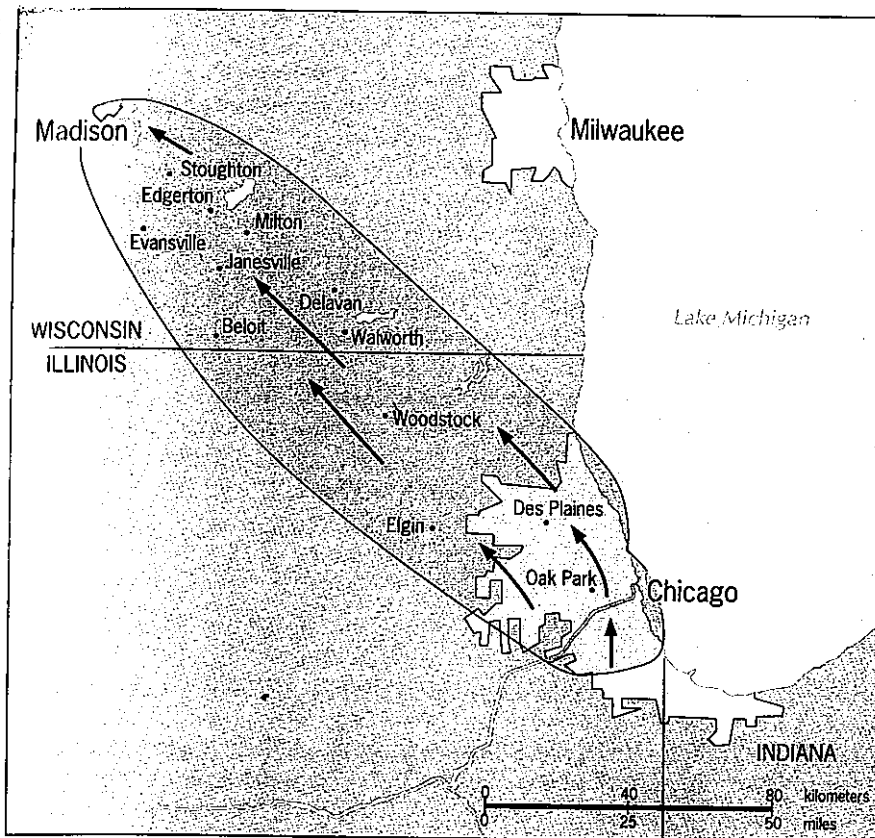 Madison
Milwaukee
Stoughton
Edgerton
Milton
Evansville
Janesville
Delavan
Lake Michigan
Beloit
Walworth
WISCONSIN
ILLINOIS
Woodstock
Des Plaines
Elgin
Oak Park
Chicago
INDIANA
0 40 80 kilometers
0 25 50 miles